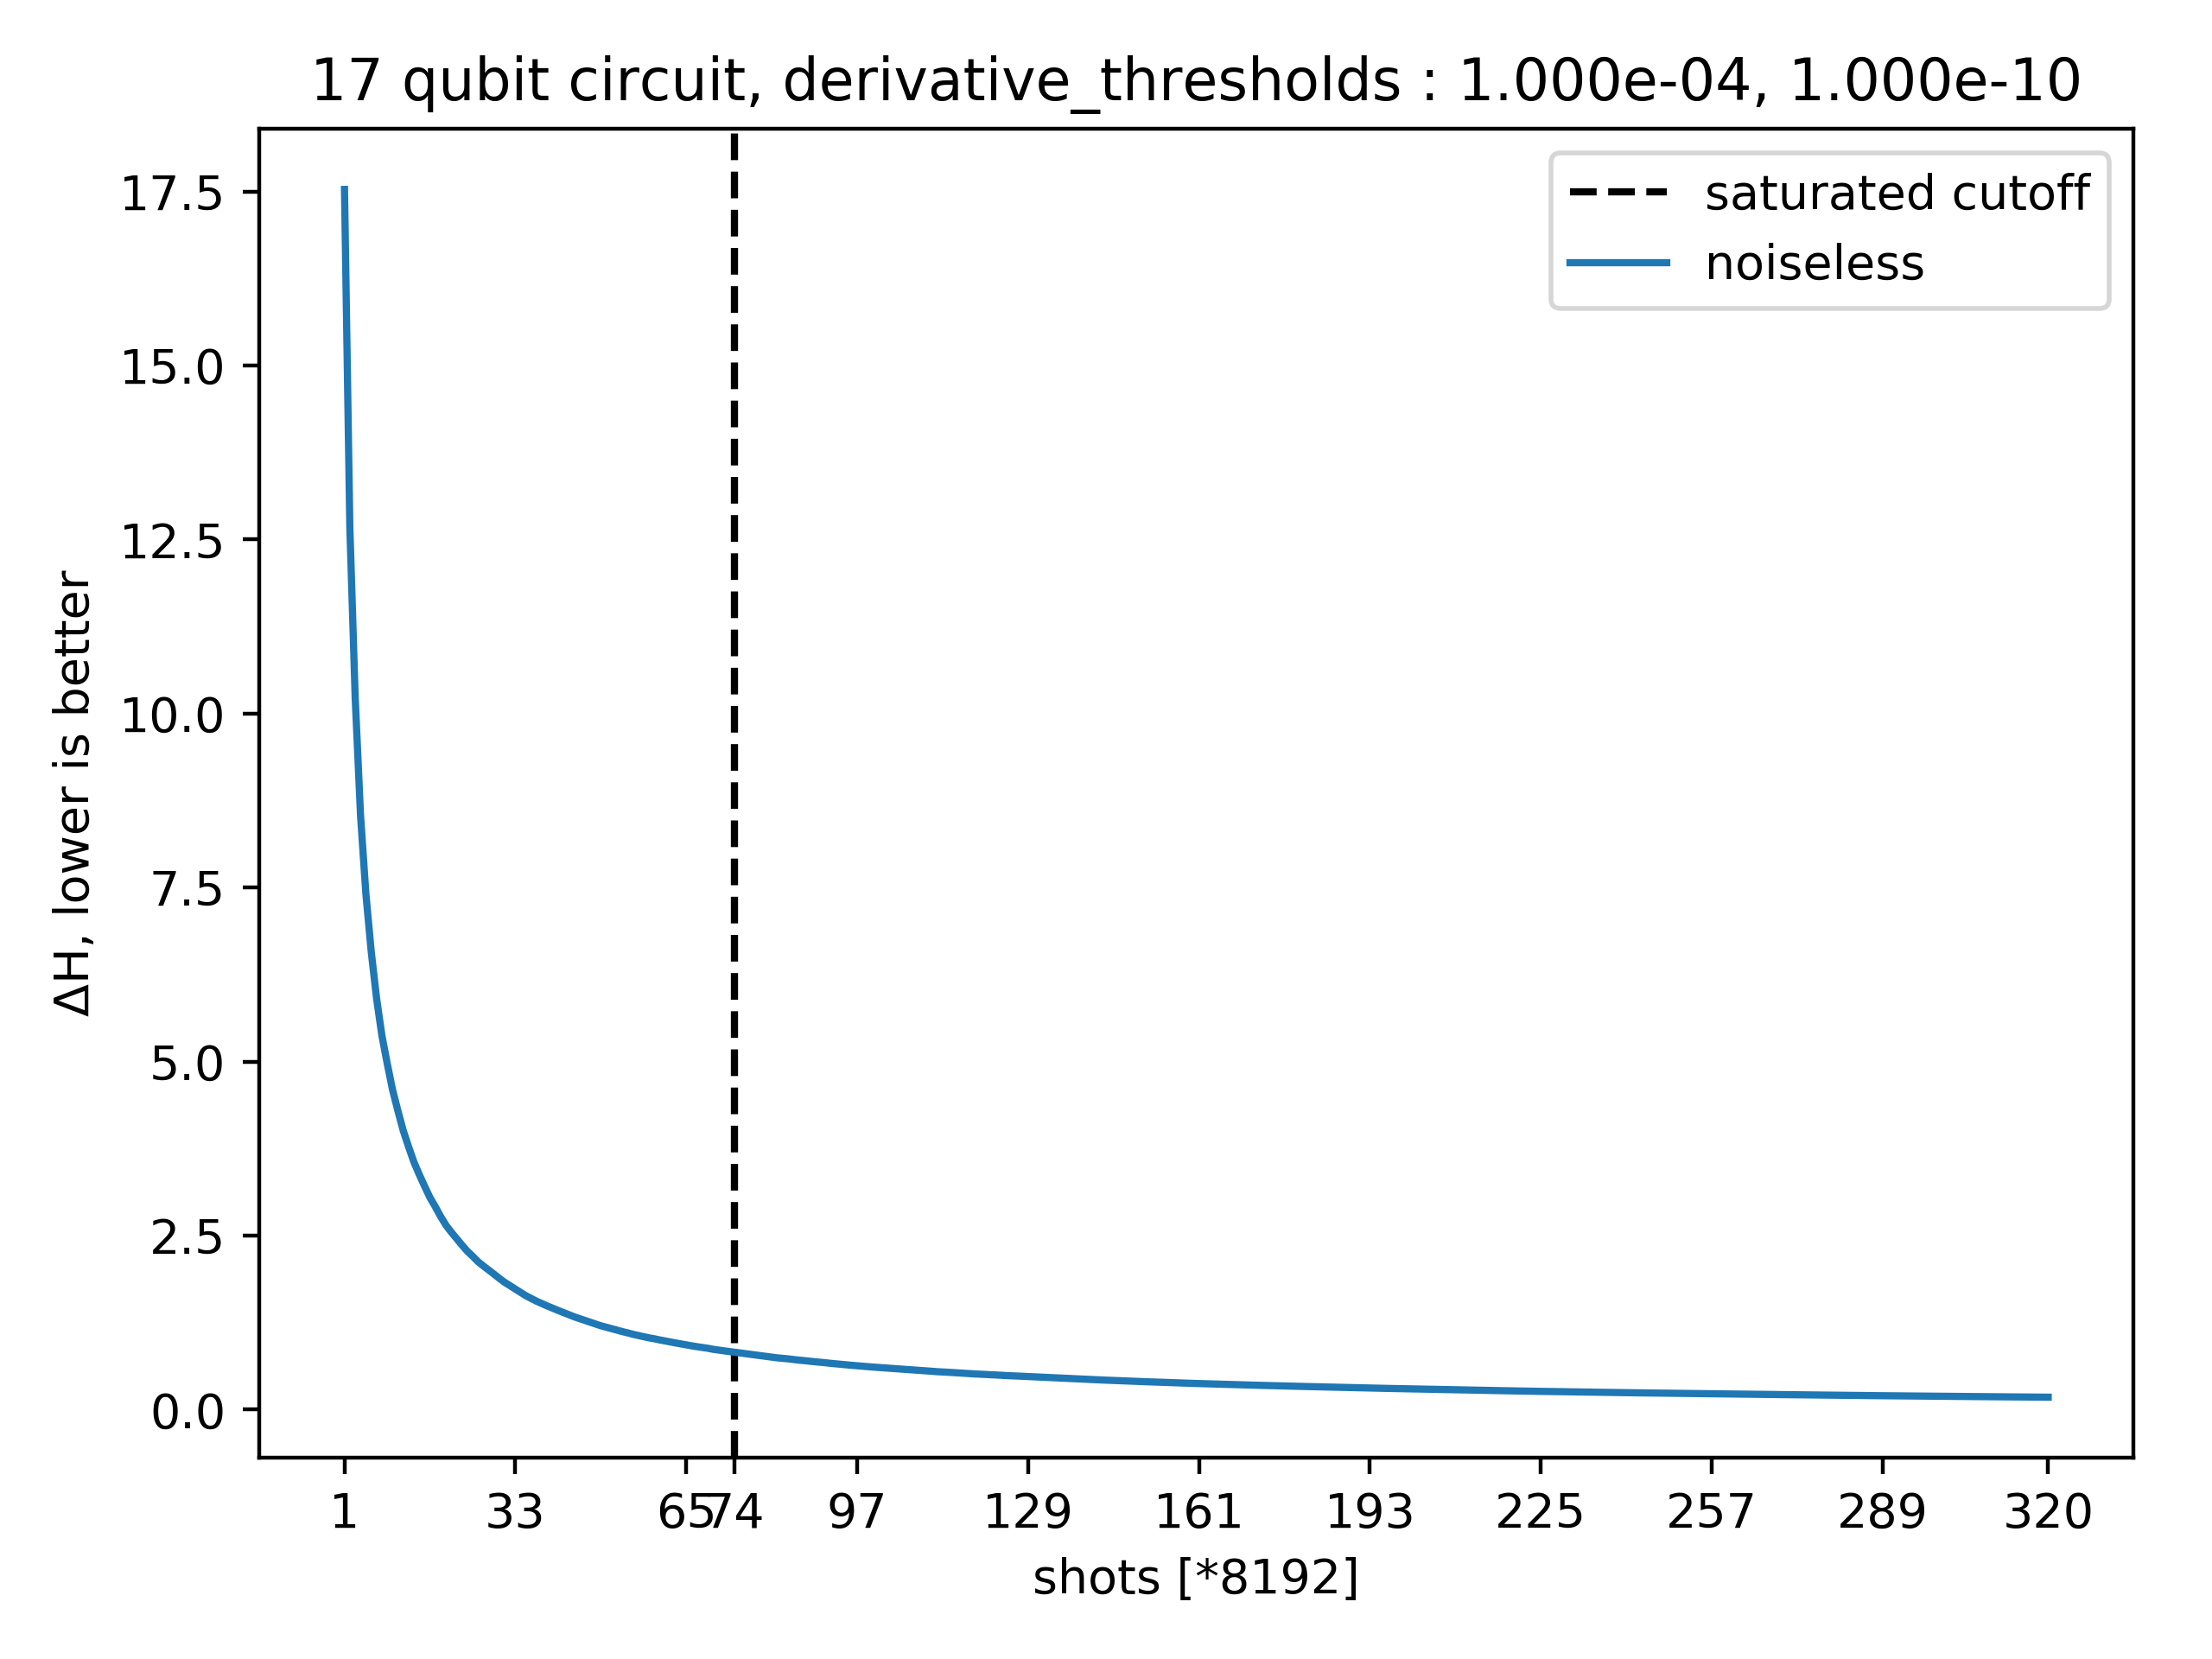 17 qubit circuit, derivative_thresholds : 1.000e-04, 1.000e-10
saturated cutoff
noiseless
17.5
15.0
12.5
10.0
7.5
5.0
2.5
0.0
ΔH, lower is better
1 33 65 74 97 129 161 193 225 257 289 320
shots [*8192]